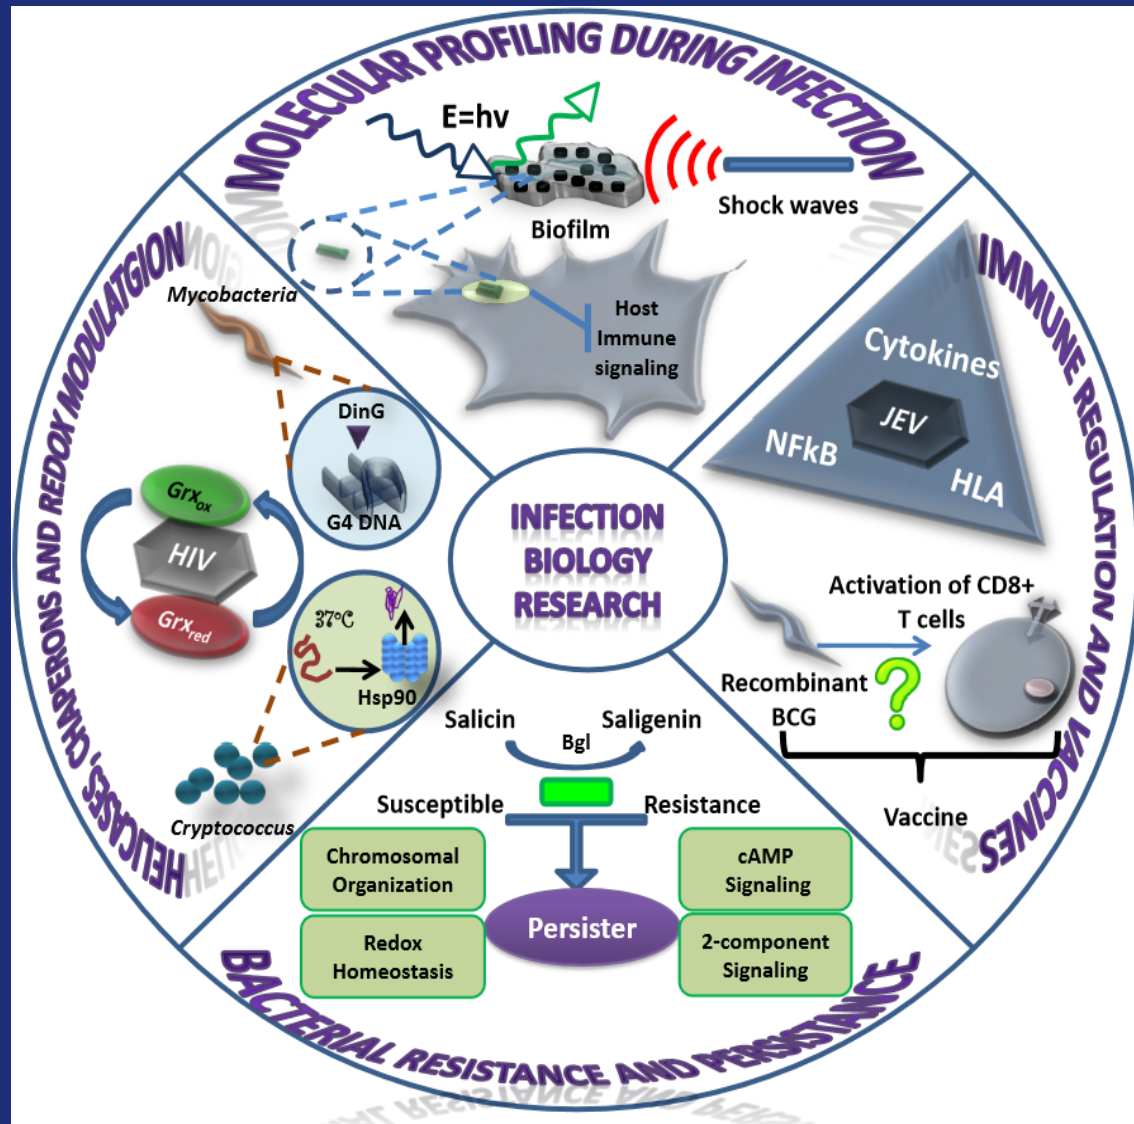 MOLECULAR PROFILING DURING INFECTION
E=hν
Biofilm
Shock waves
Host
Immune
signaling
IMMUNE REGULATION AND VACCINES
Cytokines
JEV
NFkB
HLA
Activation of CD8+
T cells
Recombinant
BCG
?
Vaccine
HELICASES, CHAPERONS AND REDOX MODULATGION
Mycobacteria
DinG
G4 DNA
Grxox
HIV
Grxred
37°C
Hsp90
Cryptococcus
INFECTION
BIOLOGY
RESEARCH
Salicin
Saligenin
Bgl
Susceptible
Resistance
Chromosomal
Organization
cAMP
Signaling
Persister
Redox
Homeostasis
2-component
Signaling
BACTERIAL RESISTANCE AND PERSISTANCE